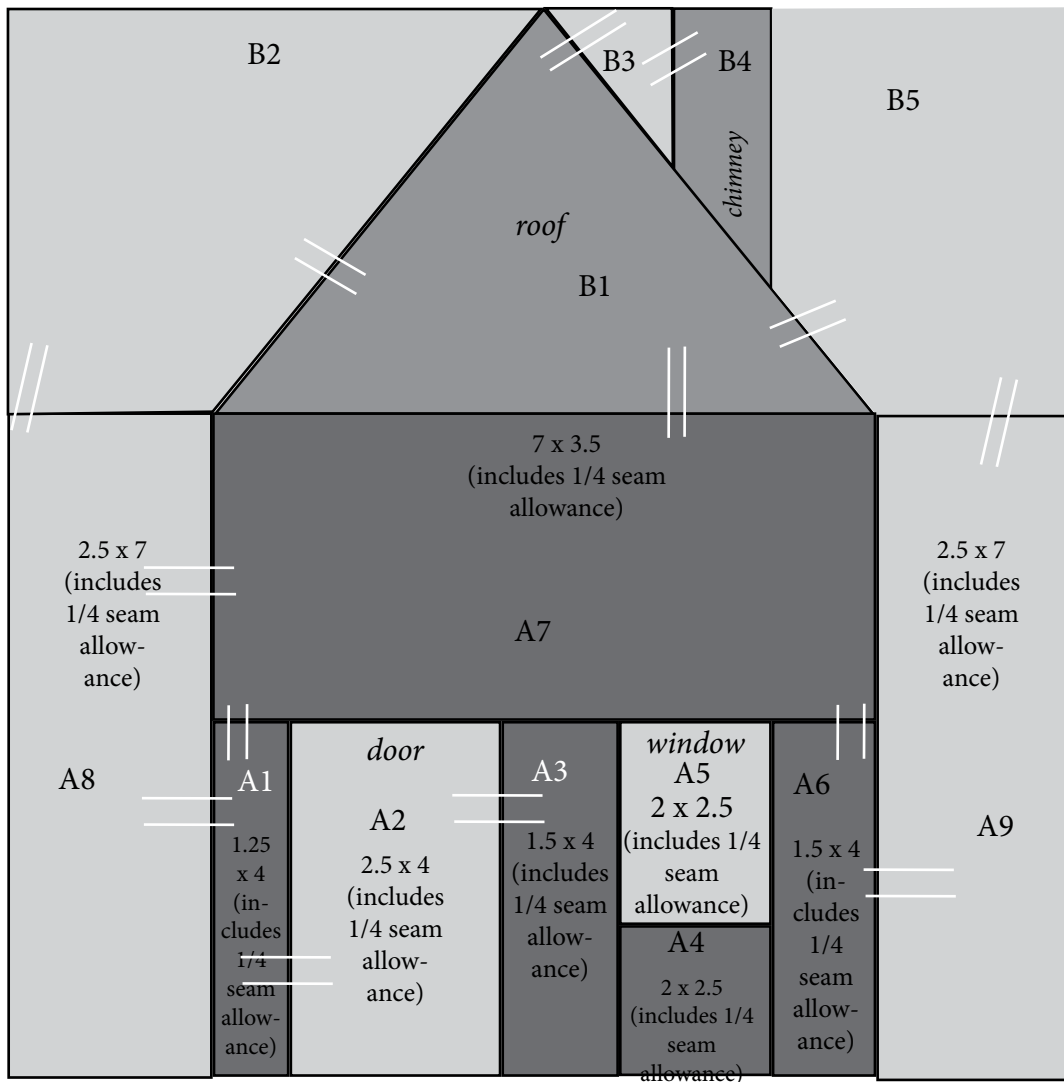 B2
B3
B4
B5
chimney
roof
B1
7 x 3.5
(includes 1/4 seam
allowance)
A7
2.5 x 7
(includes
1/4 seam
allow-
ance)
A8
2.5 x 7
(includes
1/4 seam
allow-
ance)
A9
A1
1.25
x 4
(in-
cludes
1/4
seam
allow-
ance)
door
A2
2.5 x 4
(includes
1/4 seam
allow-
ance)
A3
1.5 x 4
(includes
1/4 seam
allow-
ance)
window
A5
2 x 2.5
(includes 1/4
seam
allowance)
A4
2 x 2.5
(includes 1/4
seam
allowance)
A6
1.5 x 4
(in-
cludes
1/4
seam
allow-
ance)